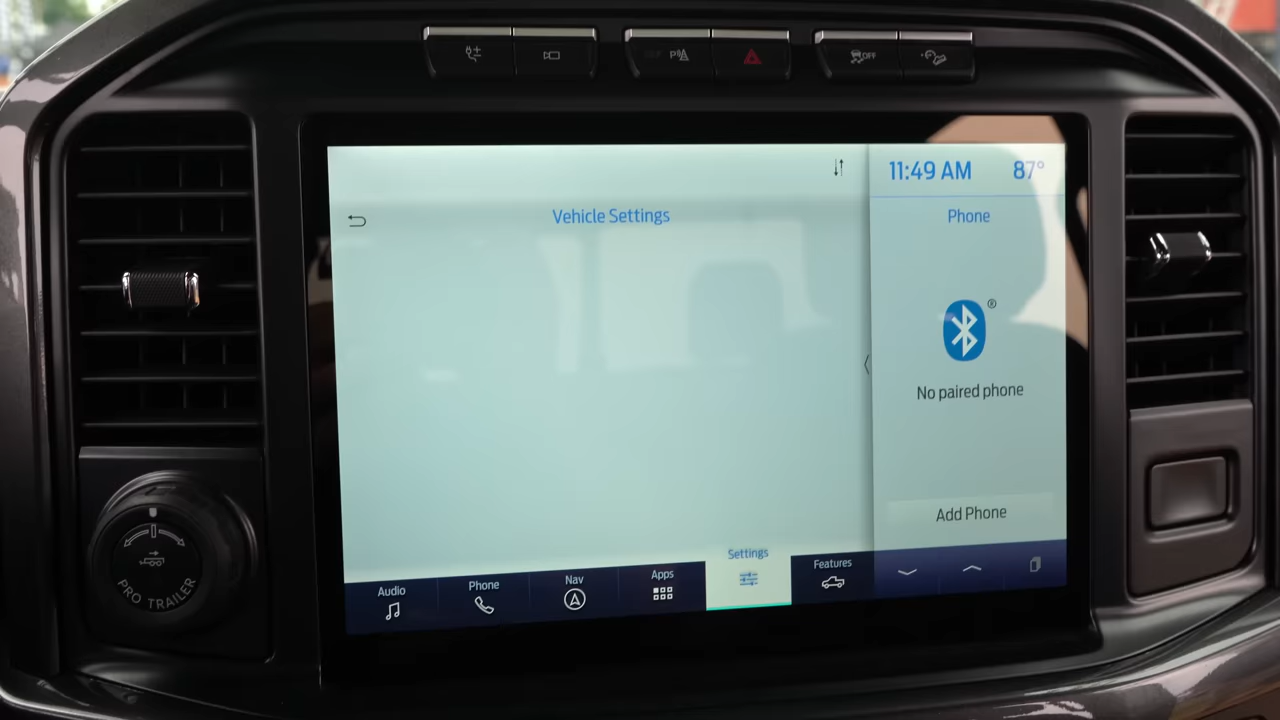 P
OFF
11:49 AM 87°
Vehicle Settings
Phone
®
No paired phone
Add Phone
Audio
Phone
Nav
Apps
Settings
Features
PRO TRAILER